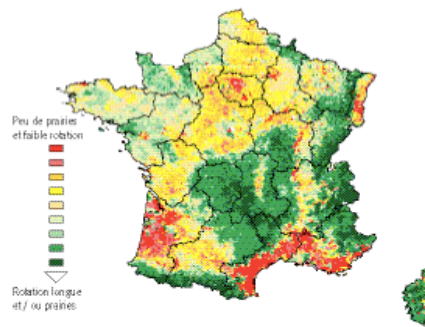 Peu de prairies
et faible rotation
Rotation longue
et / ou prairies